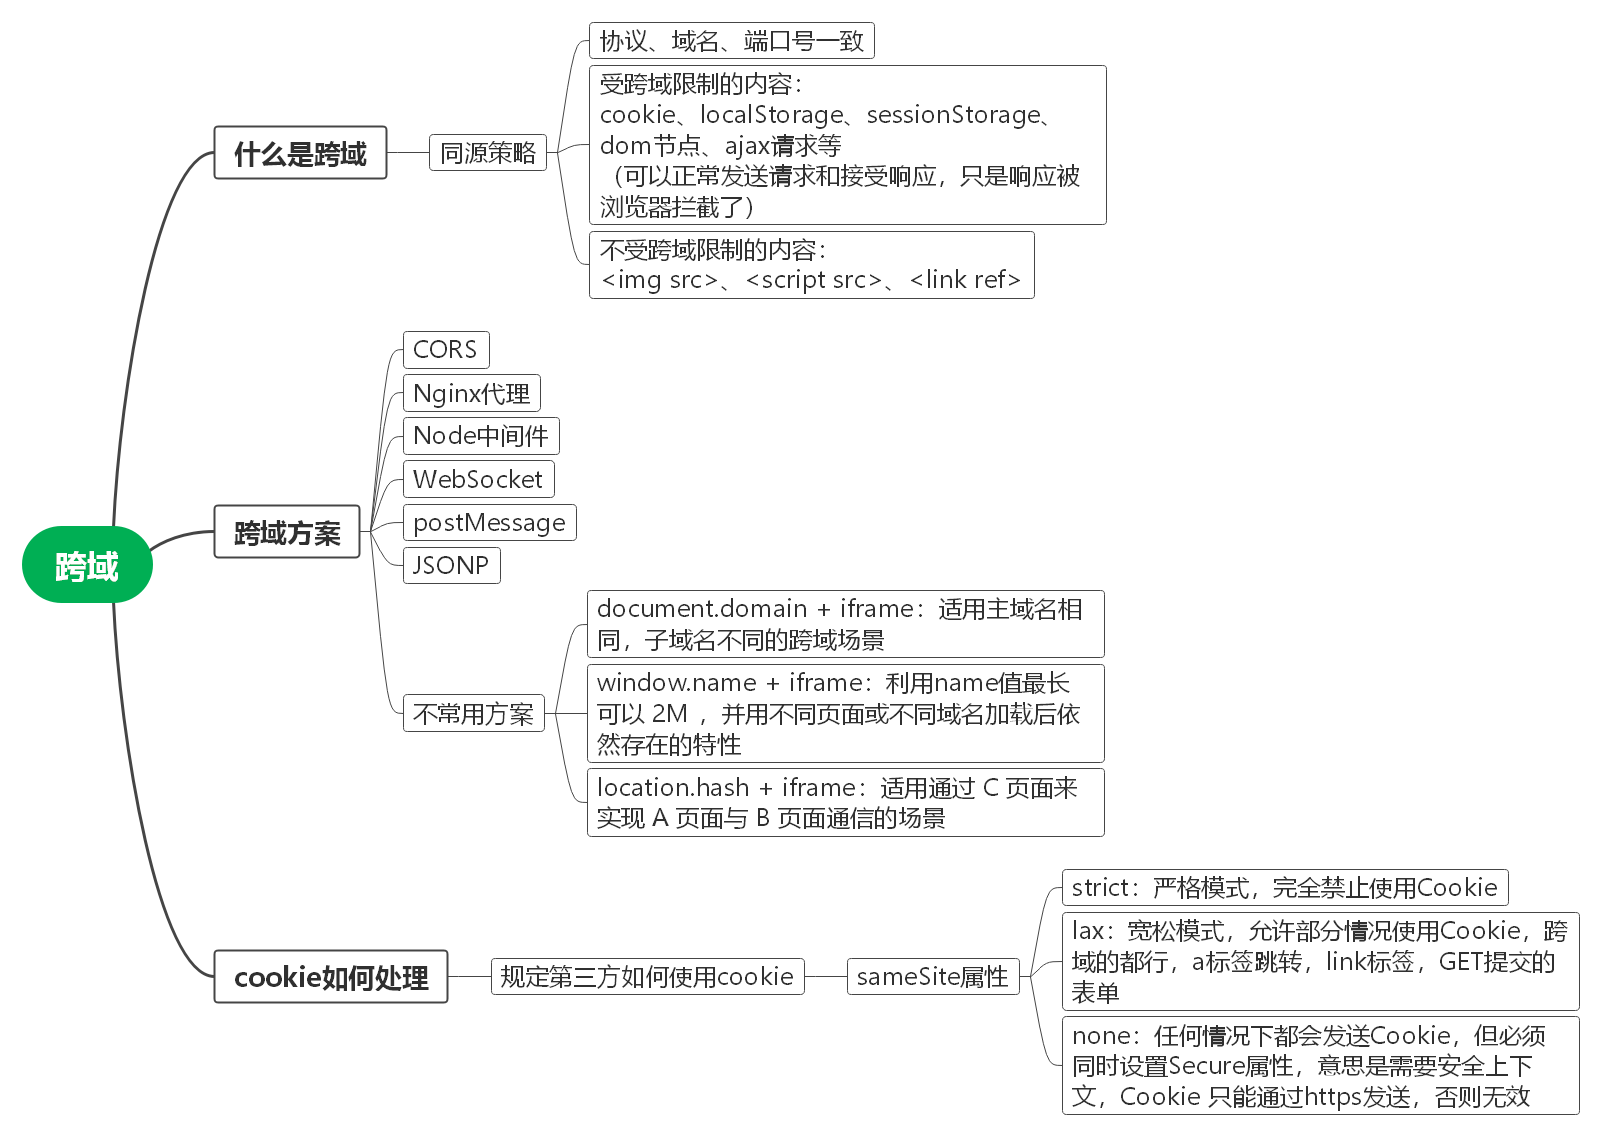 跨域
什么是跨域
同源策略
协议、域名、端口号一致
受跨域限制的内容：
cookie、localStorage、sessionStorage、
dom节点、ajax请求等
（可以正常发送请求和接受响应，只是响应被
浏览器拦截了）
不受跨域限制的内容：
<img src>、<script src>、<link ref>
跨域方案
CORS
Nginx代理
Node中间件
WebSocket
postMessage
JSONP
不常用方案
document.domain + iframe：适用主域名相
同，子域名不同的跨域场景
window.name + iframe：利用name值最长
可以 2M ，并用不同页面或不同域名加载后依
然存在的特性
location.hash + iframe：适用通过 C 页面来
实现 A 页面与 B 页面通信的场景
cookie如何处理
规定第三方如何使用cookie
sameSite属性
strict：严格模式，完全禁止使用Cookie
lax：宽松模式，允许部分情况使用Cookie，跨
域的都行，a标签跳转，link标签，GET提交的
表单
none：任何情况下都会发送Cookie，但必须
同时设置Secure属性，意思是需要安全上下
文，Cookie 只能通过https发送，否则无效